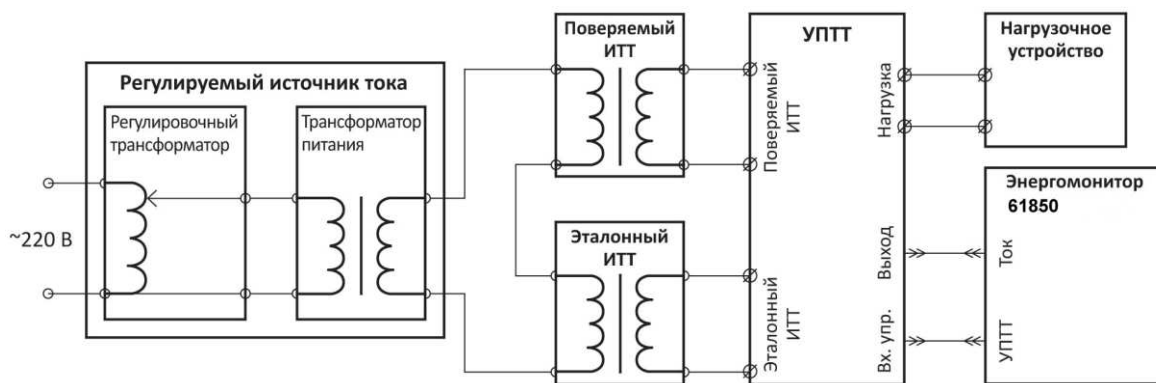 ~220 В
Регулируемый источник тока
Регулировочный
трансформатор
Трансформатор
питания
Поверяемый
ИТТ
Эталонный
ИТТ
УПТТ
Поверяемый
ИТТ
Эталонный
ИТТ
Нагрузка
Выход
Вх. упр.
Нагрузочное
устройство
Энергомонитор
61850
Ток
УПТТ